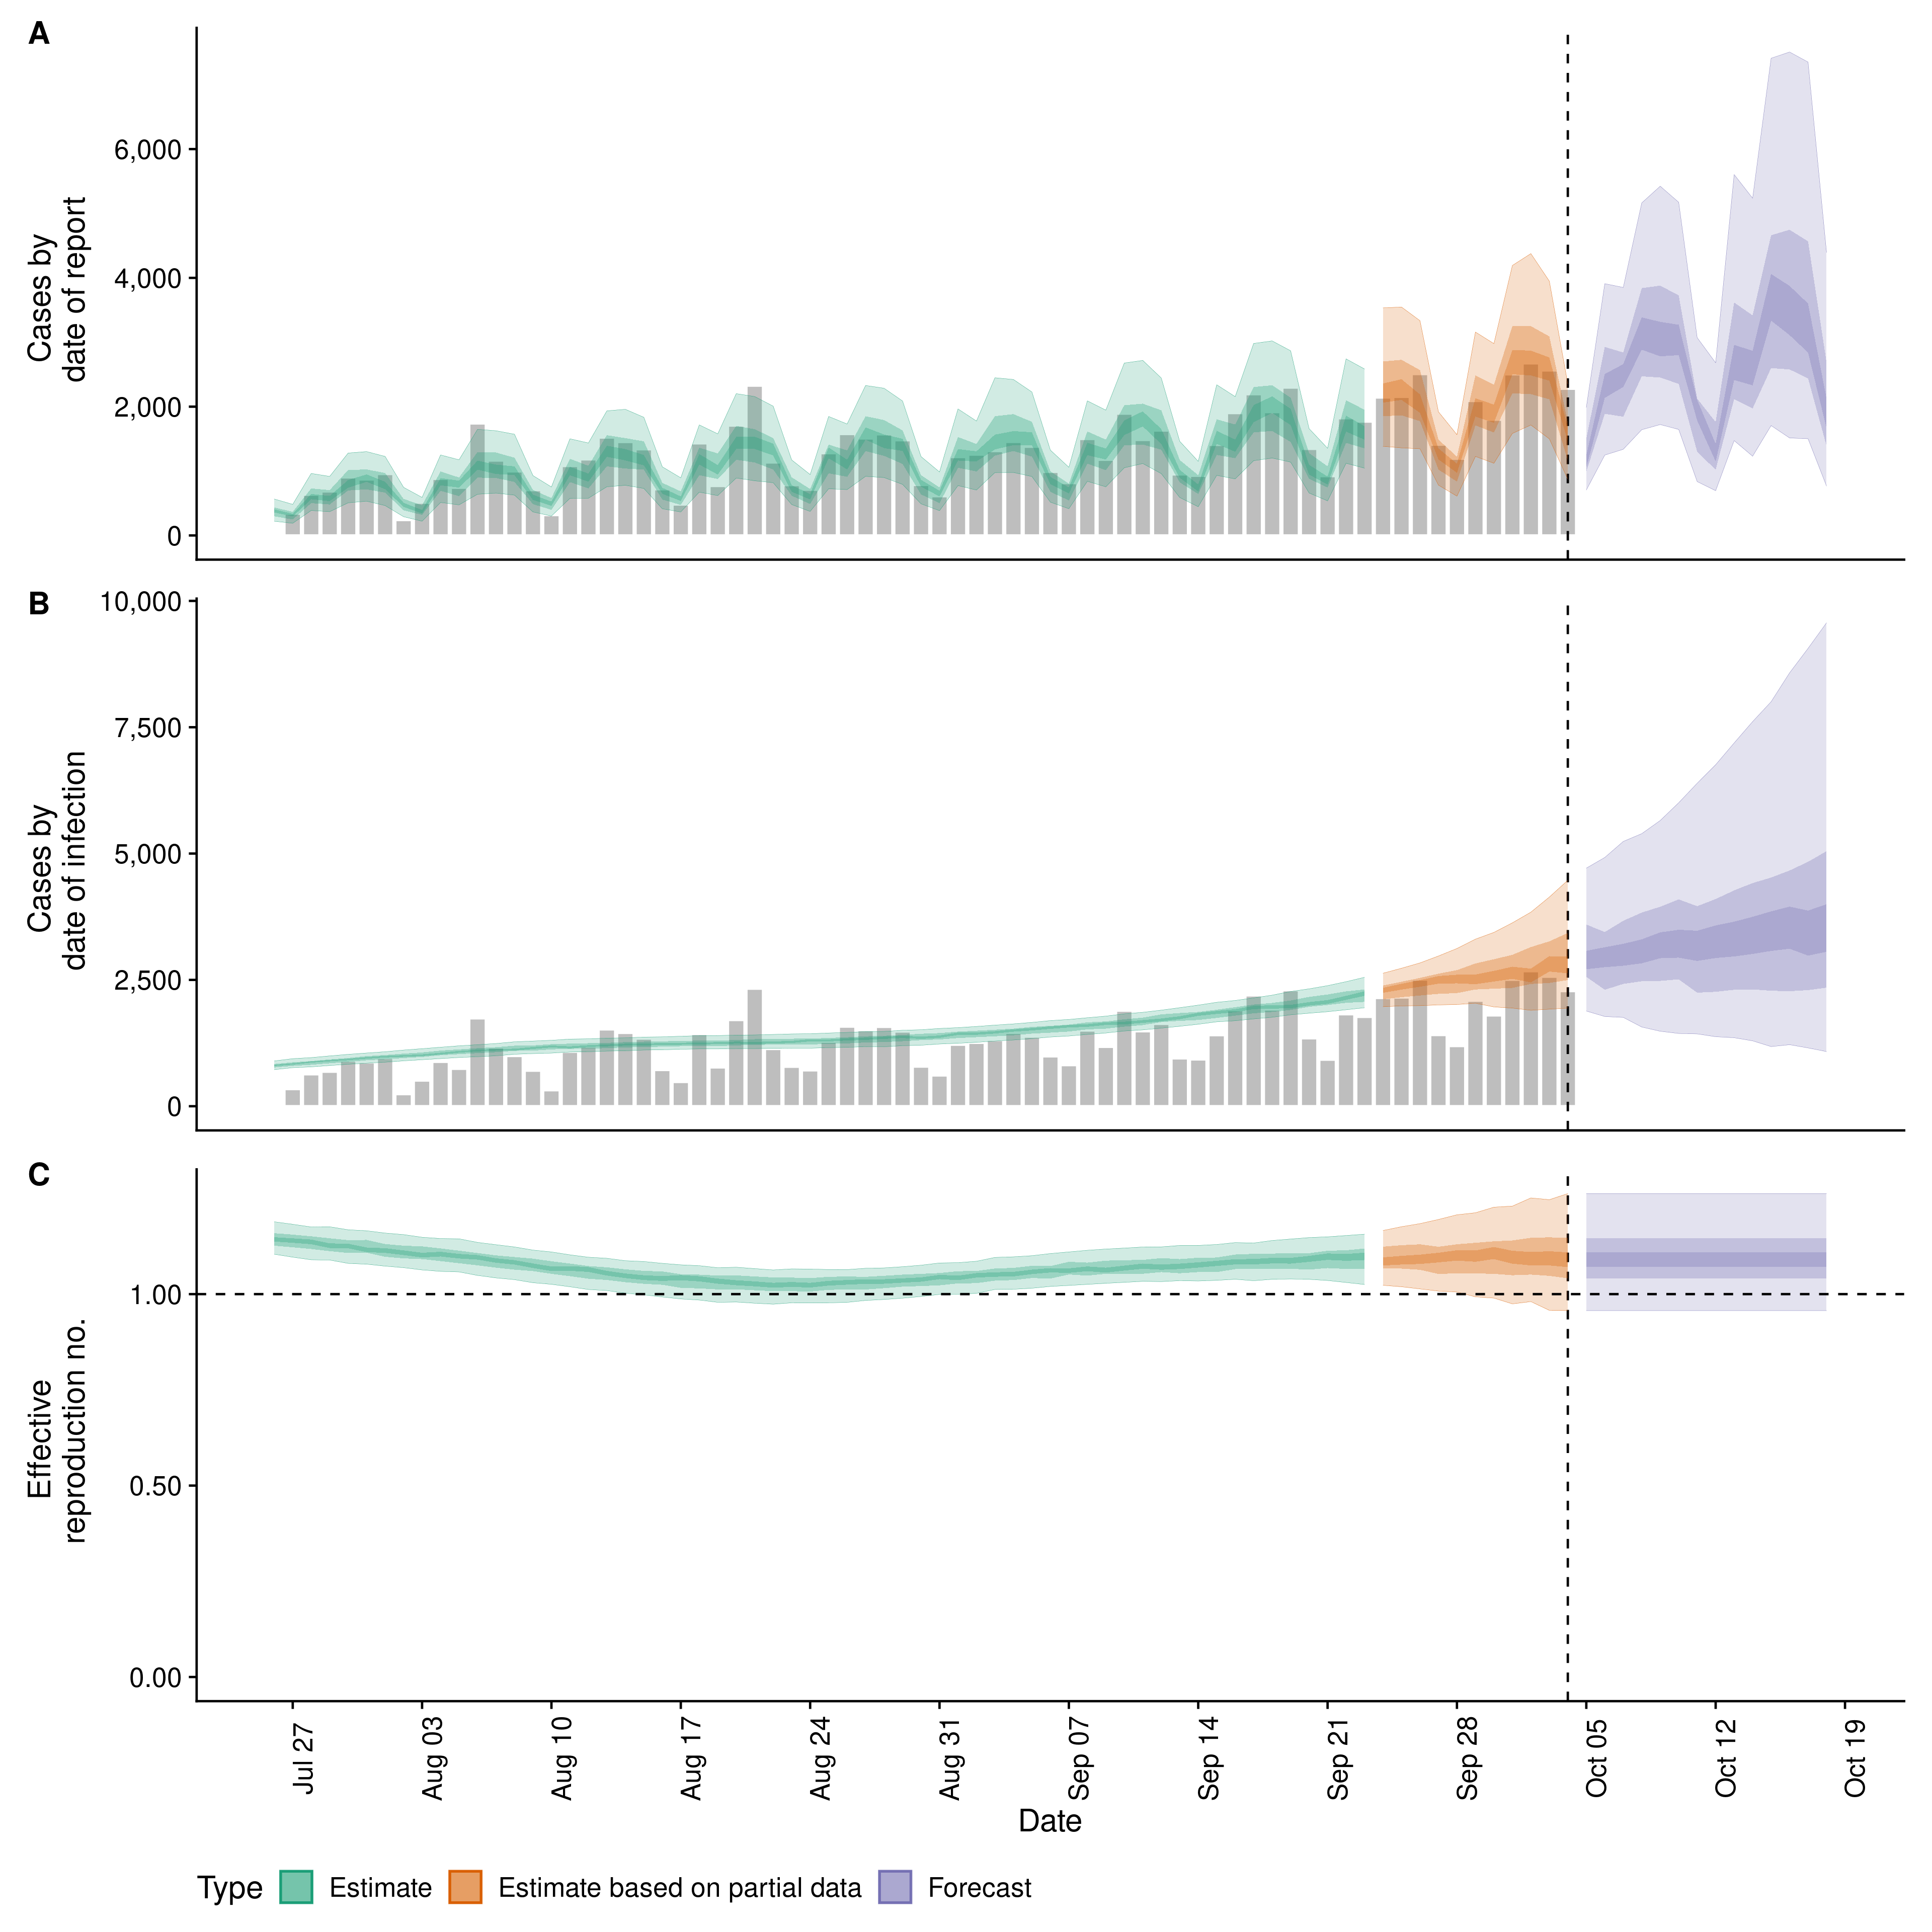 A
Cases by
date of report
6,000
4,000
2,000
0
B
Cases by
date of infection
10,000
7,500
5,000
2,500
0
C
Effective
reproduction no.
1.00
0.50
0.00
Jul 27
Aug 03
Aug 10
Aug 17
Aug 24
Aug 31
Sep 07
Sep 14
Sep 21
Sep 28
Oct 05
Oct 12
Oct 19
Date
Type Estimate Estimate based on partial data Forecast